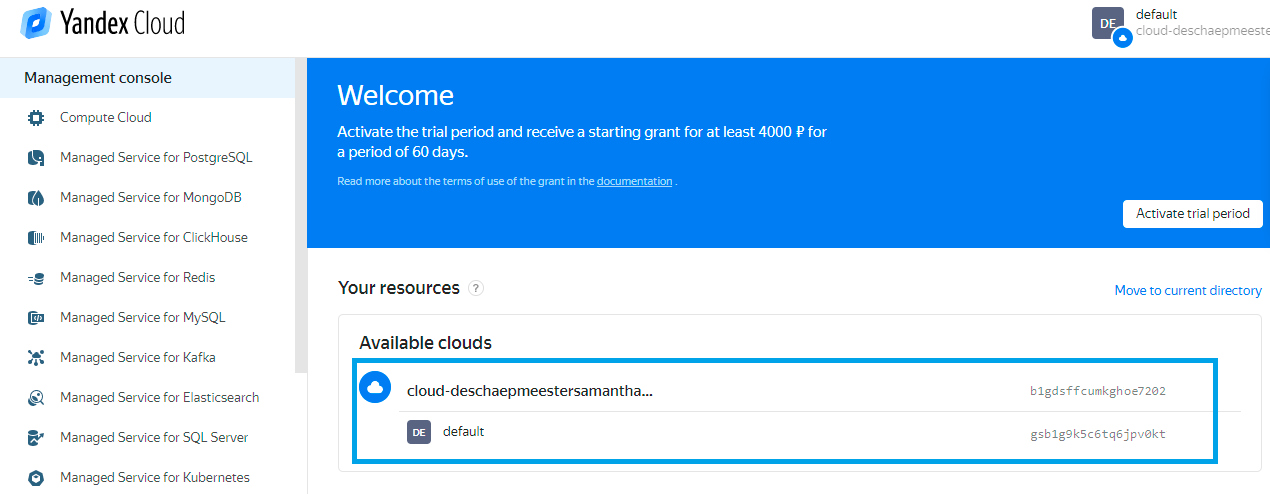 Yandex Cloud
DE
default
cloud-deschaepmeeste
Management console
Compute Cloud
Managed Service for PostgreSQL
Managed Service for MongoDB
Managed Service for ClickHouse
Managed Service for Redis
Managed Service for MySQL
Managed Service for Kafka
Managed Service for Elasticsearch
Managed Service for SQL Server
Managed Service for Kubernetes
Welcome
Activate the trial period and receive a starting grant for at least 4000 ₽ for
a period of 60 days.
Read more about the terms of use of the grant in the documentation .
Activate trial period
Your resources ?
Move to current directory
Available clouds
cloud-deschaepmeestersamantha... b1gdsffcumkghoe7202
DE default gsb1g9k5c6tq6jpv0kt